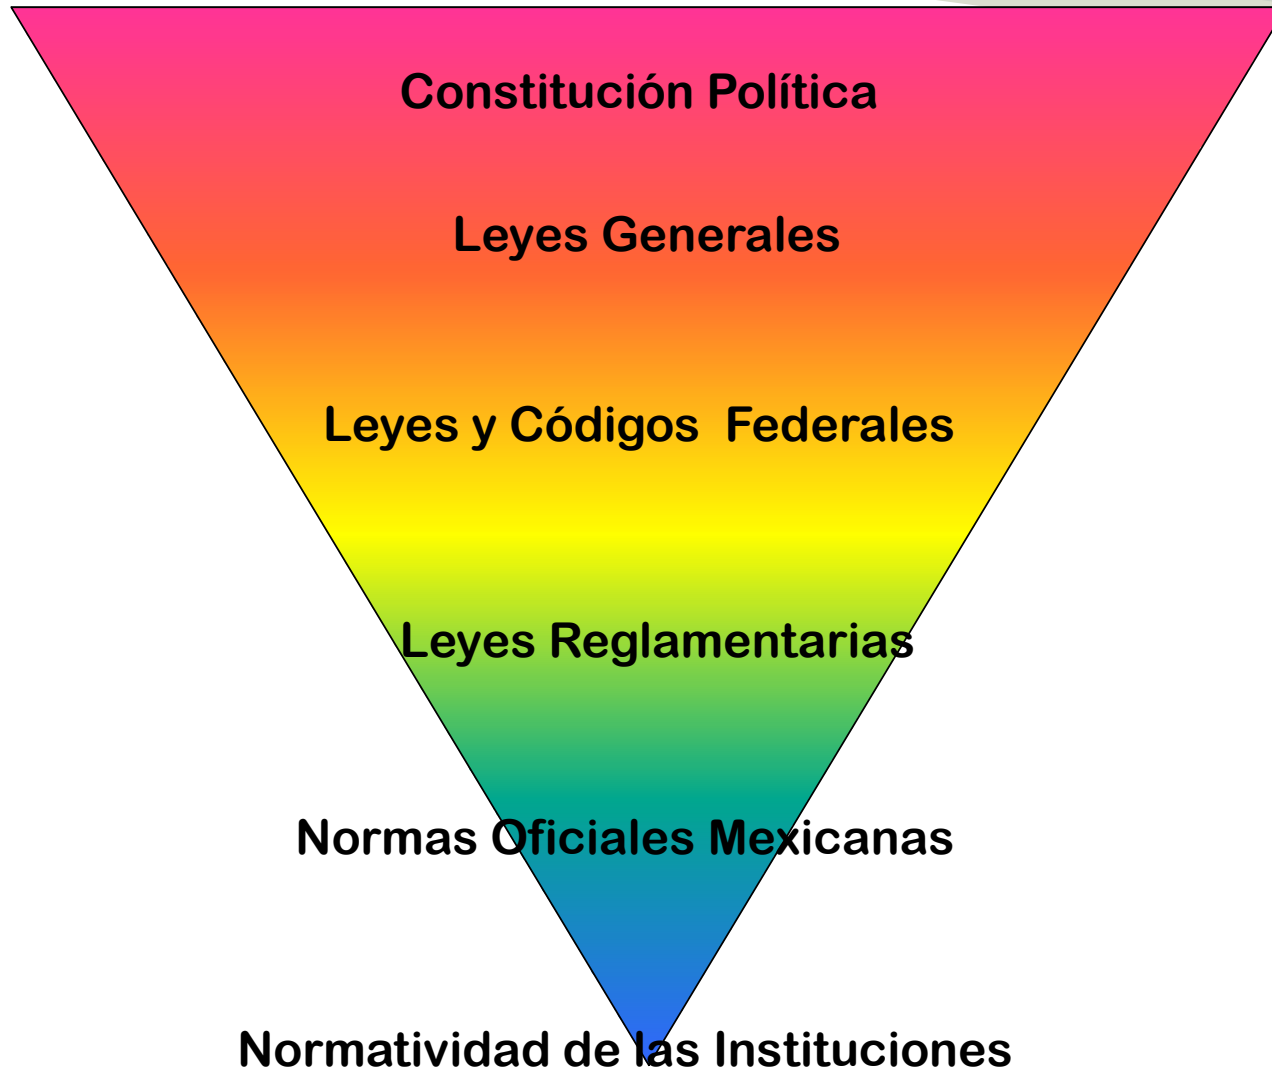 Constitución Política
Leyes Generales
Leyes y Códigos Federales
Leyes Reglamentarias
Normas Oficiales Mexicanas
Normatividad de las Instituciones